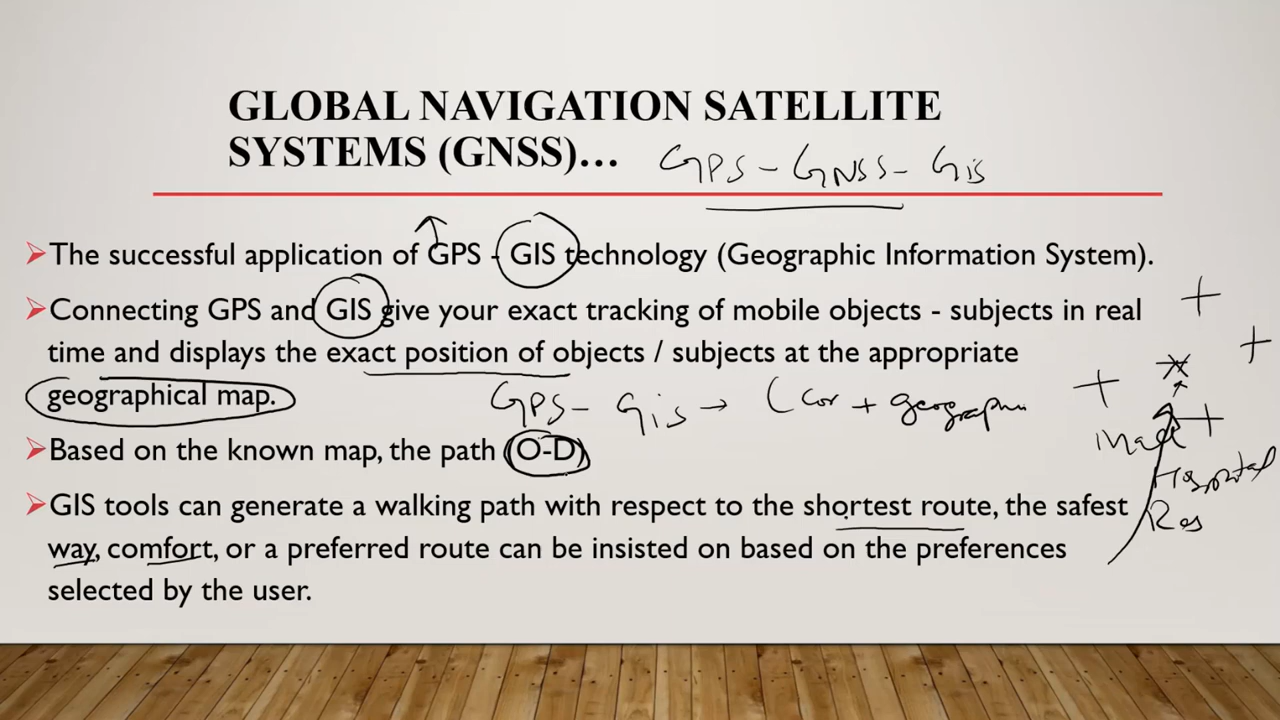 GLOBAL NAVIGATION SATELLITE
SYSTEMS (GNSS)...
GPS - GNSS - GIS
The successful application of GPS - GIS technology (Geographic Information System).
Connecting GPS and GIS give your exact tracking of mobile objects - subjects in real
time and displays the exact position of objects / subjects at the appropriate
geographical map.
GPS - GIS → (Cor + geographi
Based on the known map, the path (O-D)
Hospital
Res
GIS tools can generate a walking path with respect to the shortest route, the safest
way, comfort, or a preferred route can be insisted on based on the preferences
selected by the user.